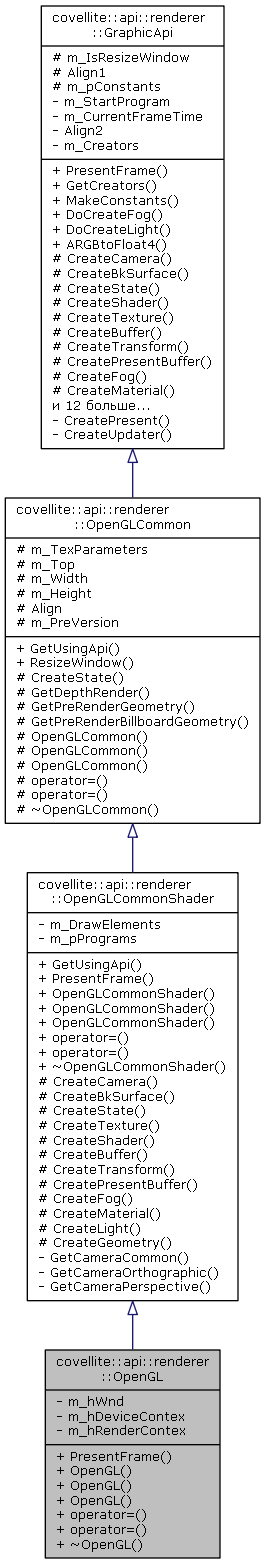 covellite::api::renderer
::GraphicApi
# m_IsResizeWindow
# Align1
# m_pConstants
- m_StartProgram
- m_CurrentFrameTime
- Align2
- m_Creators
+ PresentFrame()
+ GetCreators()
+ MakeConstants()
+ DoCreateFog()
+ DoCreateLight()
+ ARGBtoFloat4()
# CreateCamera()
# CreateBkSurface()
# CreateState()
# CreateShader()
# CreateTexture()
# CreateBuffer()
# CreateTransform()
# CreatePresentBuffer()
# CreateFog()
# CreateMaterial()
и 12 больше...
- CreatePresent()
- CreateUpdater()
covellite::api::renderer
::OpenGLCommon
# m_TexParameters
# m_Top
# m_Width
# m_Height
# Align
# m_PreVersion
+ GetUsingApi()
+ ResizeWindow()
# CreateState()
# GetDepthRender()
# GetPreRenderGeometry()
# GetPreRenderBillboardGeometry()
# OpenGLCommon()
# OpenGLCommon()
# OpenGLCommon()
# operator=()
# operator=()
# ~OpenGLCommon()
covellite::api::renderer
::OpenGLCommonShader
- m_DrawElements
- m_pPrograms
+ GetUsingApi()
+ PresentFrame()
+ OpenGLCommonShader()
+ OpenGLCommonShader()
+ OpenGLCommonShader()
+ operator=()
+ operator=()
+ ~OpenGLCommonShader()
# CreateCamera()
# CreateBkSurface()
# CreateState()
# CreateTexture()
# CreateShader()
# CreateBuffer()
# CreateTransform()
# CreatePresentBuffer()
# CreateFog()
# CreateMaterial()
# CreateLight()
# CreateGeometry()
- GetCameraCommon()
- GetCameraOrthographic()
- GetCameraPerspective()
covellite::api::renderer
::OpenGL
- m_hWnd
- m_hDeviceContex
- m_hRenderContex
+ PresentFrame()
+ OpenGL()
+ OpenGL()
+ OpenGL()
+ operator=()
+ operator=()
+ ~OpenGL()